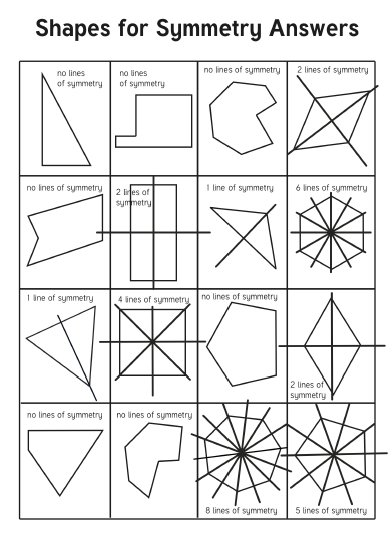 Shapes for Symmetry Answers
no lines
of symmetry
no lines
of symmetry
no lines of symmetry
2 lines of symmetry
no lines of symmetry
2 lines of
symmetry
1 line of symmetry
6 lines of symmetry
1 line of symmetry
4 lines of symmetry
no lines of symmetry
2 lines of
symmetry
no lines of symmetry
no lines of symmetry
8 lines of symmetry
5 lines of symmetry